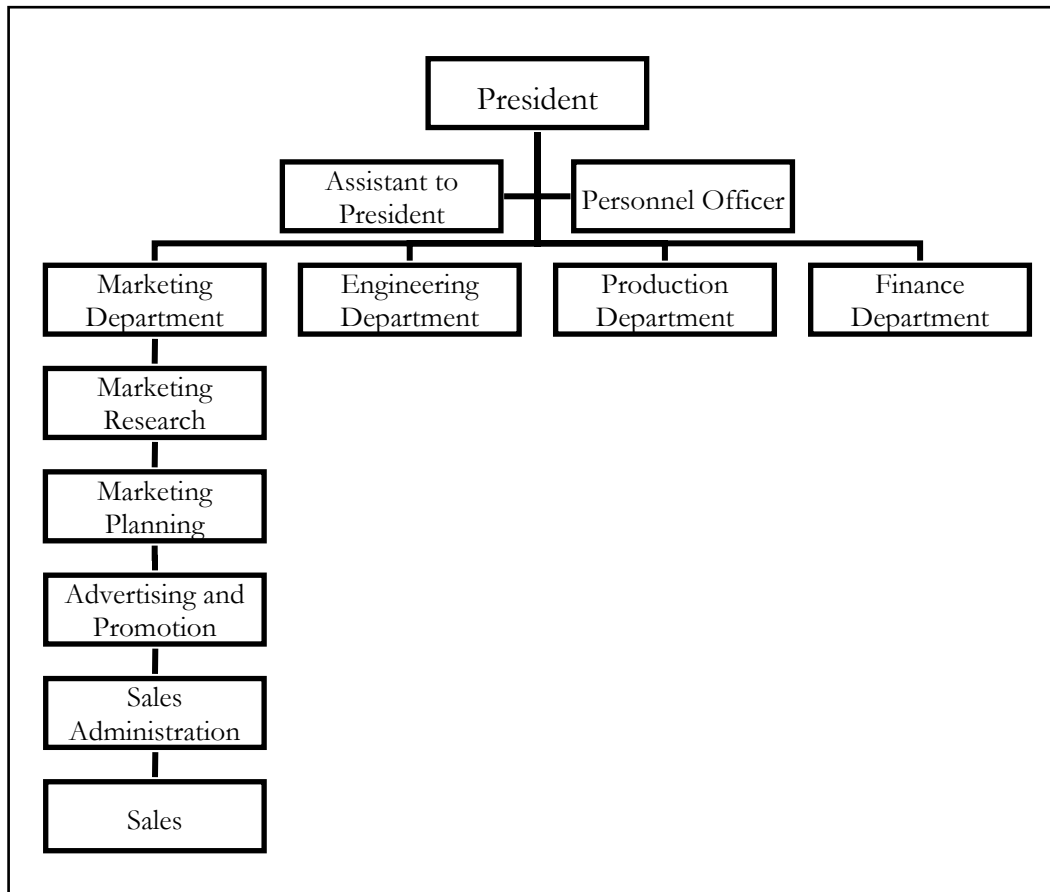 President
Assistant to
President
Personnel Officer
Marketing
Department
Engineering
Department
Production
Department
Finance
Department
Marketing
Research
Marketing
Planning
Advertising and
Promotion
Sales
Administration
Sales